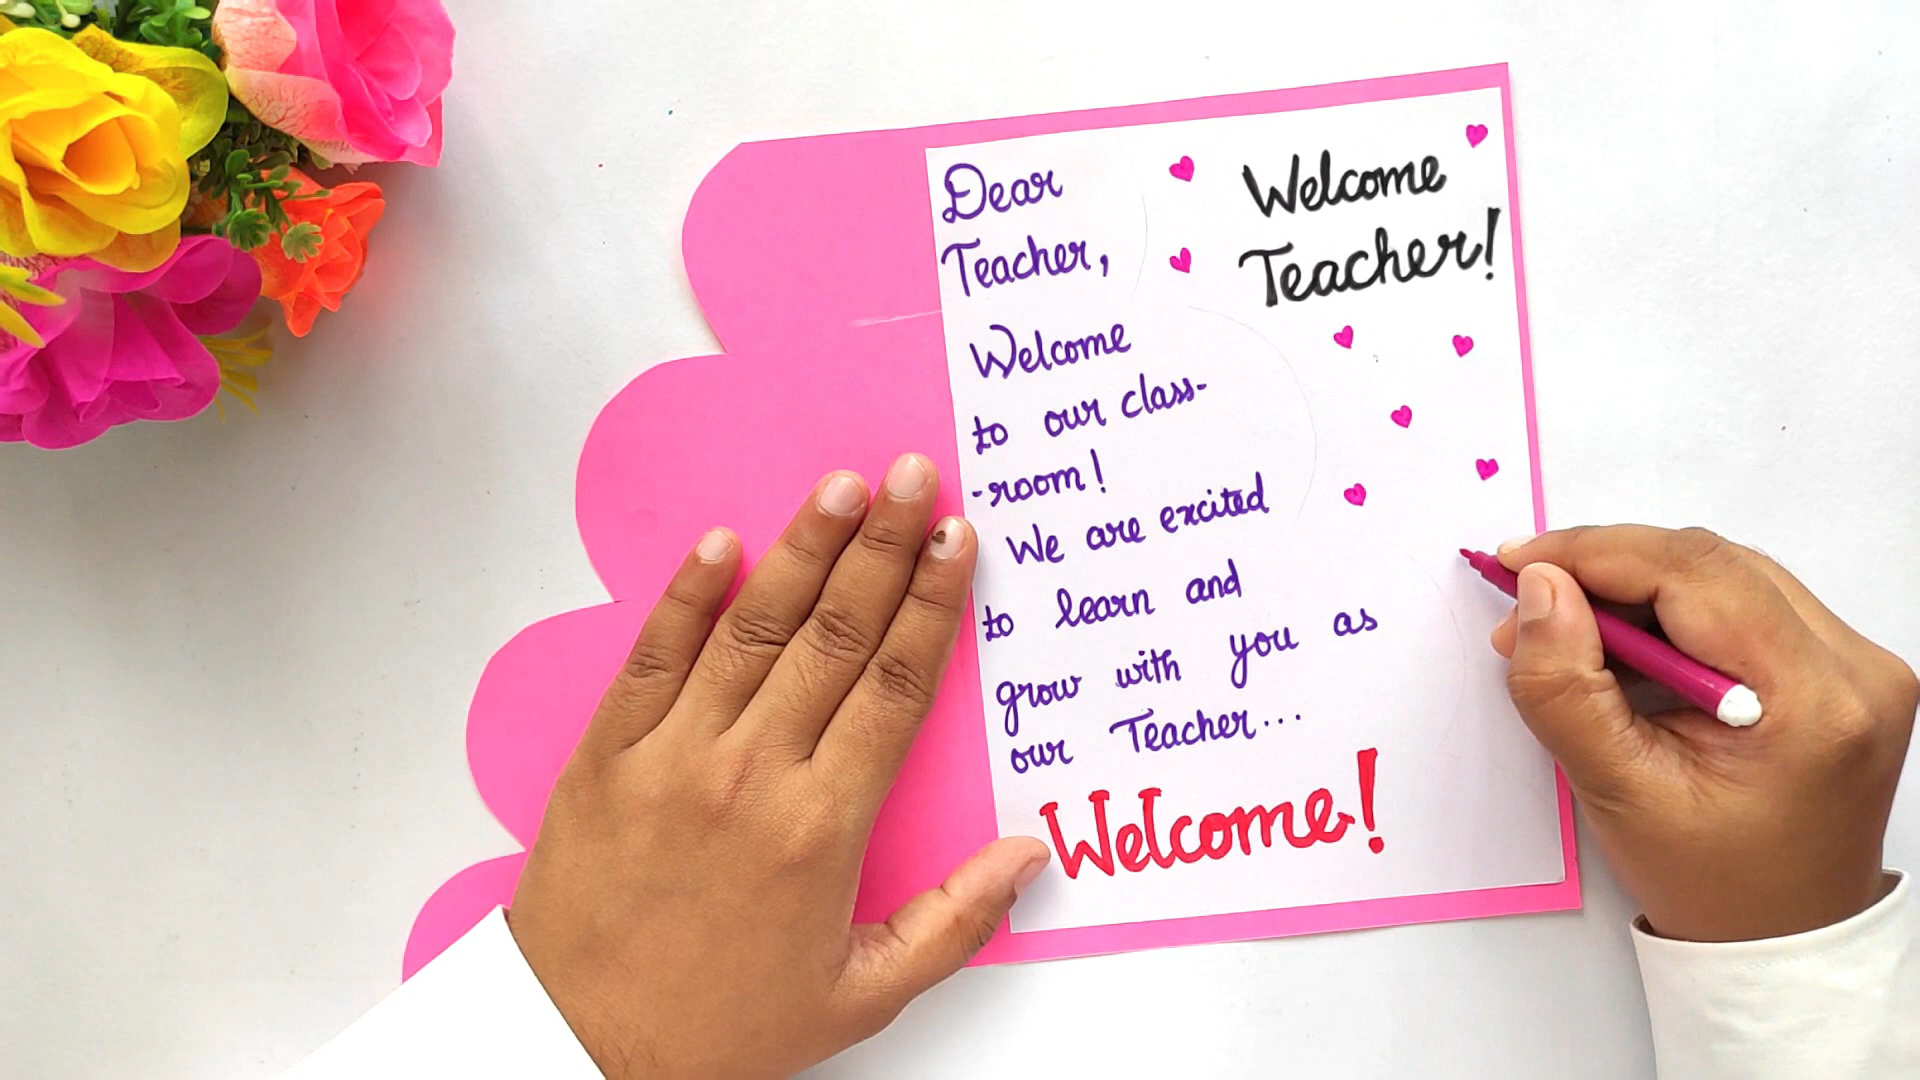 Dear
Teacher,
Welcome
to our class-
-room!
We are excited
to learn and
grow with you as
our Teacher...
Welcome!
Welcome
Teacher!